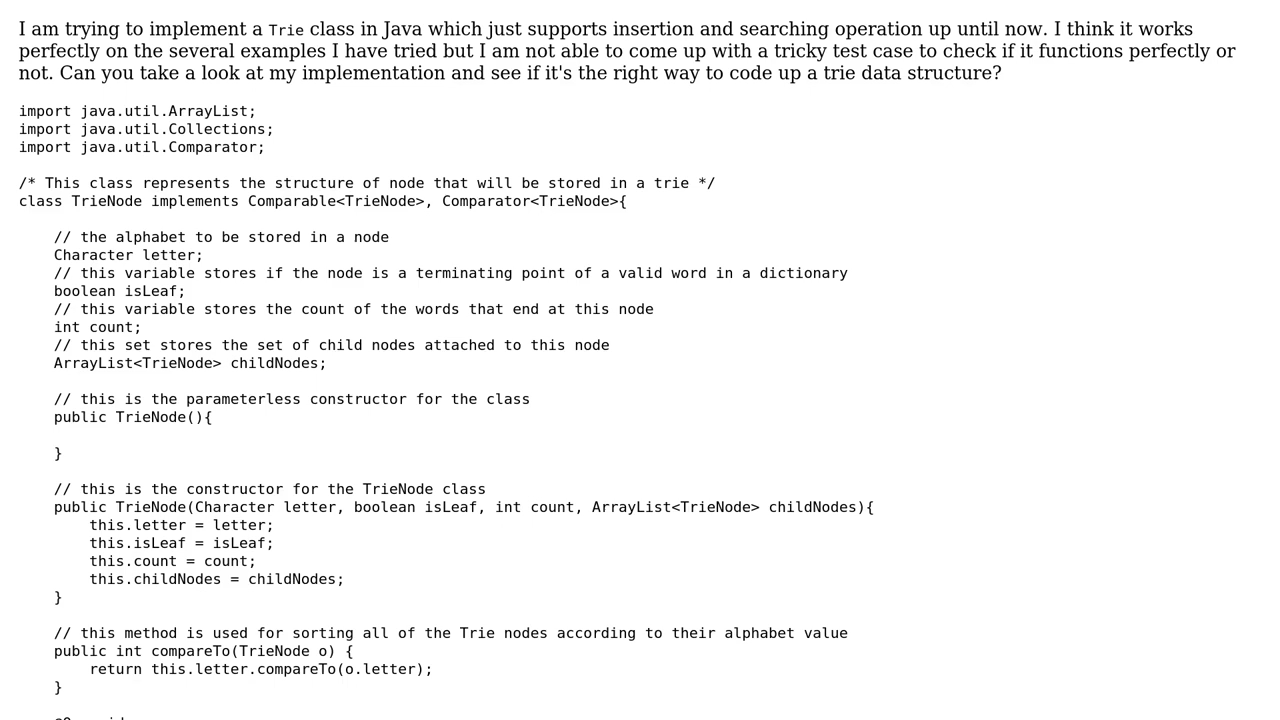 I am trying to implement a Trie class in Java which just supports insertion and searching operation up until now. I think it works
perfectly on the several examples I have tried but I am not able to come up with a tricky test case to check if it functions perfectly or
not. Can you take a look at my implementation and see if it's the right way to code up a trie data structure?

import java.util.ArrayList;
import java.util.Collections;
import java.util.Comparator;

/* This class represents the structure of node that will be stored in a trie */
class TrieNode implements Comparable<TrieNode>, Comparator<TrieNode>{

    // the alphabet to be stored in a node
    Character letter;
    // this variable stores if the node is a terminating point of a valid word in a dictionary
    boolean isLeaf;
    // this variable stores the count of the words that end at this node
    int count;
    // this set stores the set of child nodes attached to this node
    ArrayList<TrieNode> childNodes;

    // this is the parameterless constructor for the class
    public TrieNode(){

    }

    // this is the constructor for the TrieNode class
    public TrieNode(Character letter, boolean isLeaf, int count, ArrayList<TrieNode> childNodes){
        this.letter = letter;
        this.isLeaf = isLeaf;
        this.count = count;
        this.childNodes = childNodes;
    }

    // this method is used for sorting all of the Trie nodes according to their alphabet value
    public int compareTo(TrieNode o) {
        return this.letter.compareTo(o.letter);
    }